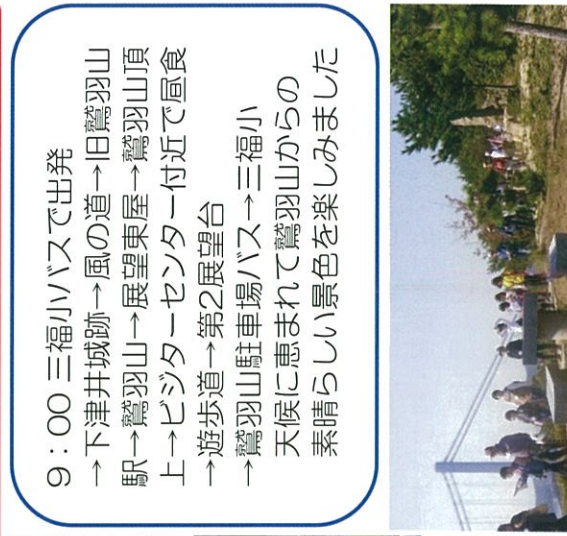 9：00 三福小バスで出発
→下津井城跡→風の道→旧鷲羽山
駅→鷲羽山→展望東屋→鷲羽山頂
上→ビジターセンター付近で昼食
→遊歩道→第2展望台
→鷲羽山駐車場バス→三福小
天候に恵まれて鷲羽山からの
素晴らしい景色を楽しみました